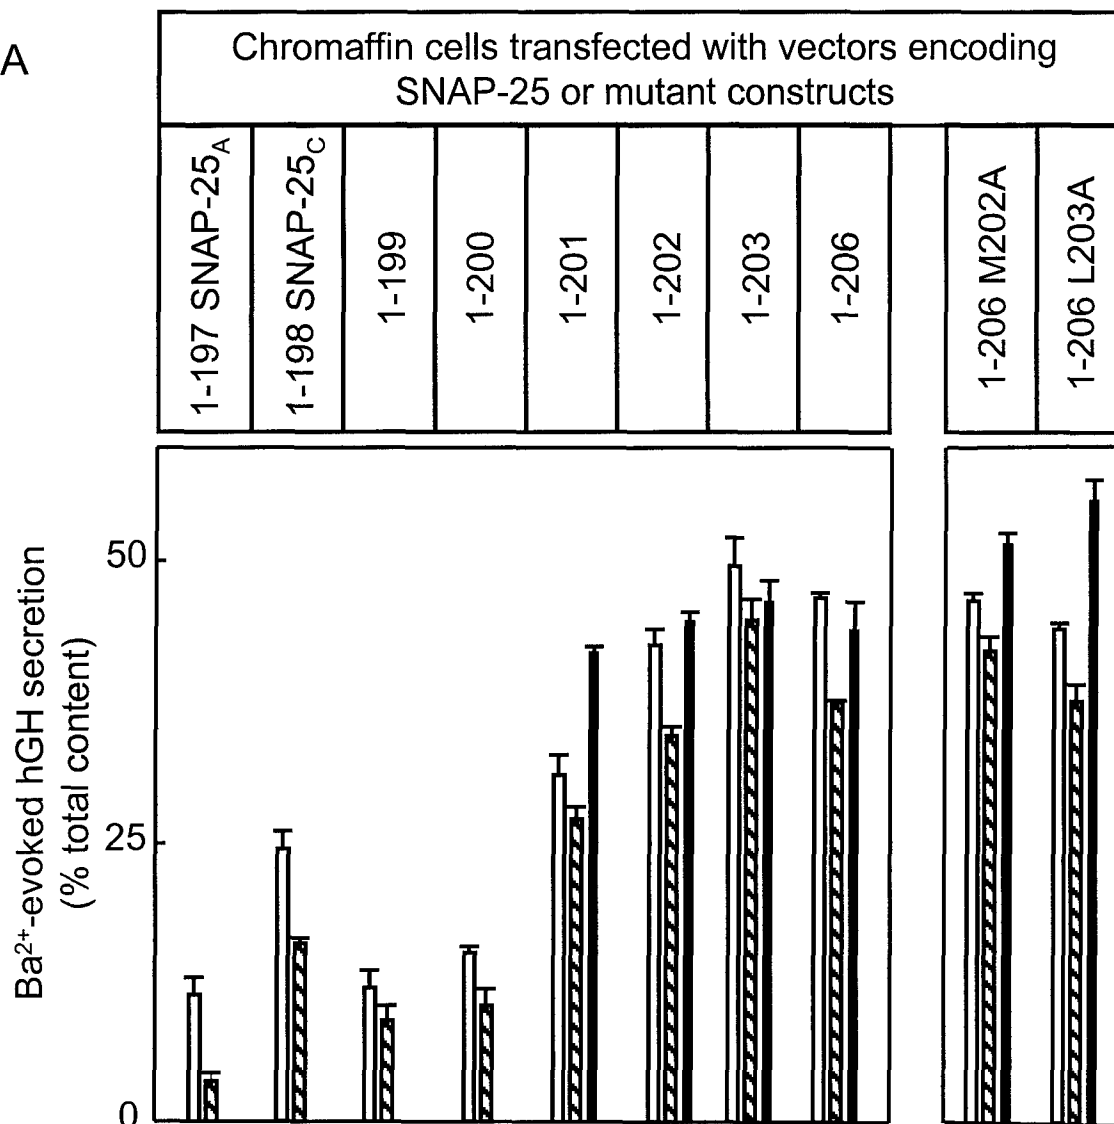 A
Chromaffin cells transfected with vectors encoding
SNAP-25 or mutant constructs
1-197 SNAP-25A
1-198 SNAP-25C
1-199
1-200
1-201
1-202
1-203
1-206
1-206 M202A
1-206 L203A
Ba2+-evoked hGH secretion
(% total content)
50
25
0